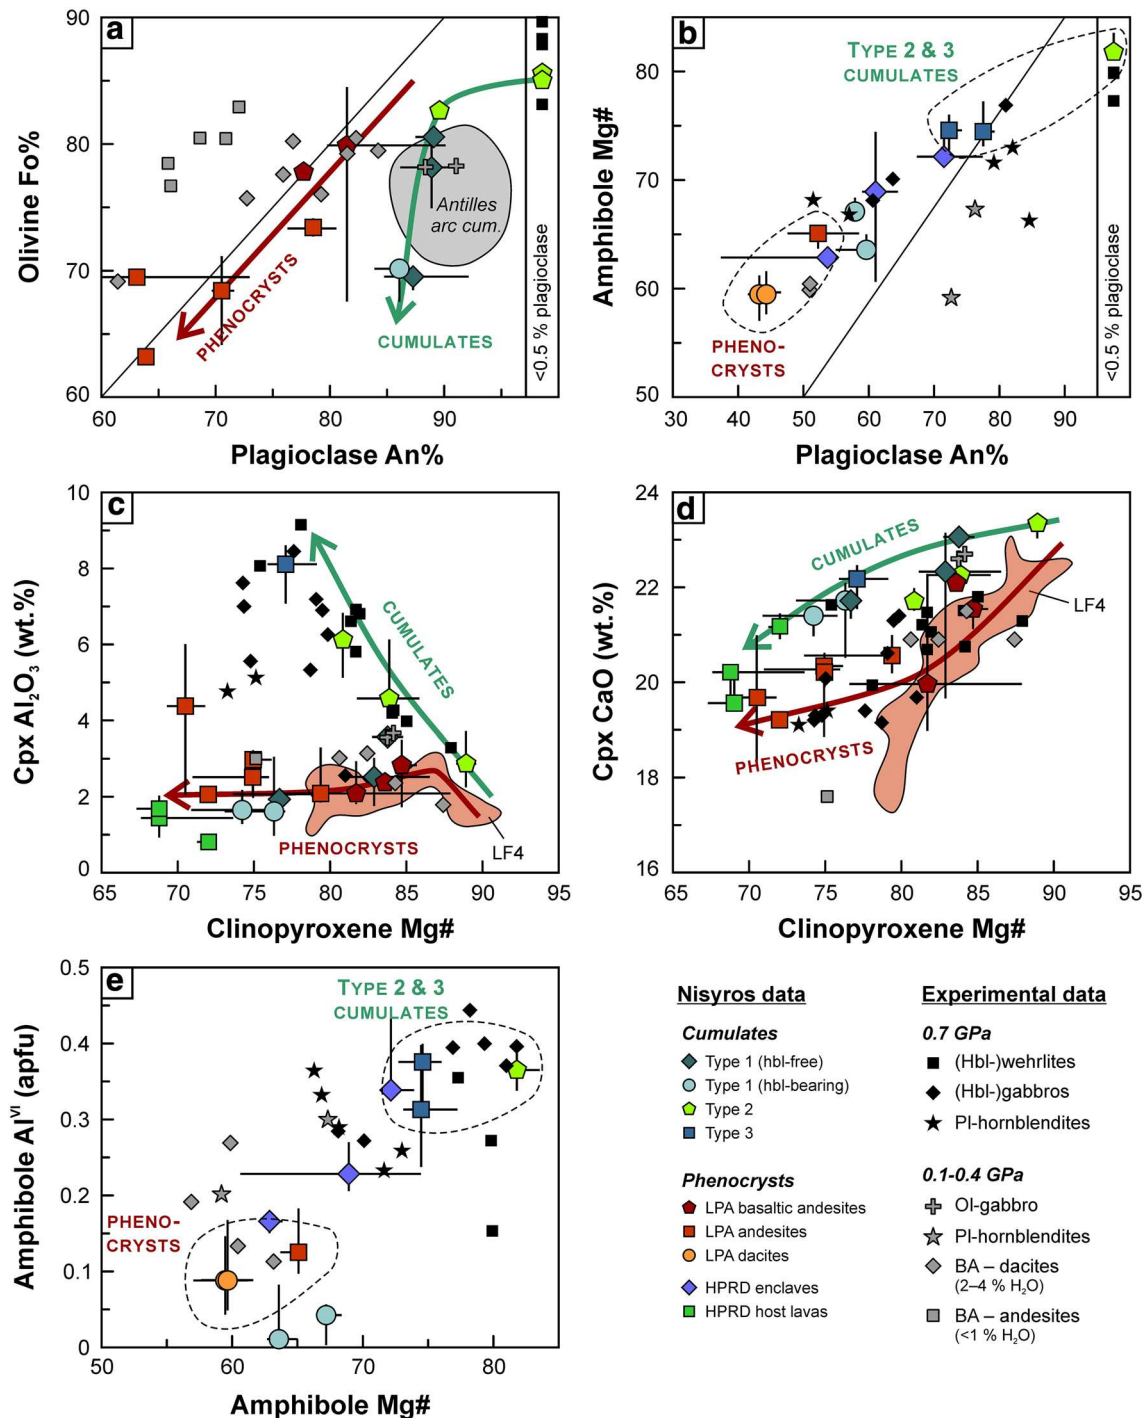 a
90
80
70
60
Olivine Fo%
60
70
80
90
Plagioclase An%
PHENOCRYSTS
CUMULATES
Antilles
arc cum.
<0.5 % plagioclase
b
80
70
60
50
Amphibole Mg#
30
40
50
60
70
80
90
Plagioclase An%
TYPE 2 & 3
CUMULATES
PHENO-
CRYSTS
<0.5 % plagioclase
c
10
8
6
4
2
0
Cpx Al₂O₃ (wt.%)
65
70
75
80
85
90
95
Clinopyroxene Mg#
CUMULATES
PHENOCRYSTS
LF4
d
24
22
20
18
16
Cpx CaO (wt.%)
65
70
75
80
85
90
95
Clinopyroxene Mg#
CUMULATES
PHENOCRYSTS
LF4
e
0.5
0.4
0.3
0.2
0.1
0
Amphibole Alⱽᴵ (apfu)
50
60
70
80
Amphibole Mg#
TYPE 2 & 3
CUMULATES
PHENO-
CRYSTS
Nisyros data
Cumulates
Type 1 (hbl-free)
Type 1 (hbl-bearing)
Type 2
Type 3
Phenocrysts
LPA basaltic andesites
LPA andesites
LPA dacites
HPRD enclaves
HPRD host lavas
Experimental data
0.7 GPa
(Hbl-)wehrlites
(Hbl-)gabbros
Pl-hornblendites
0.1-0.4 GPa
Ol-gabbro
Pl-hornblendites
BA – dacites
(2–4 % H₂O)
BA – andesites
(<1 % H₂O)